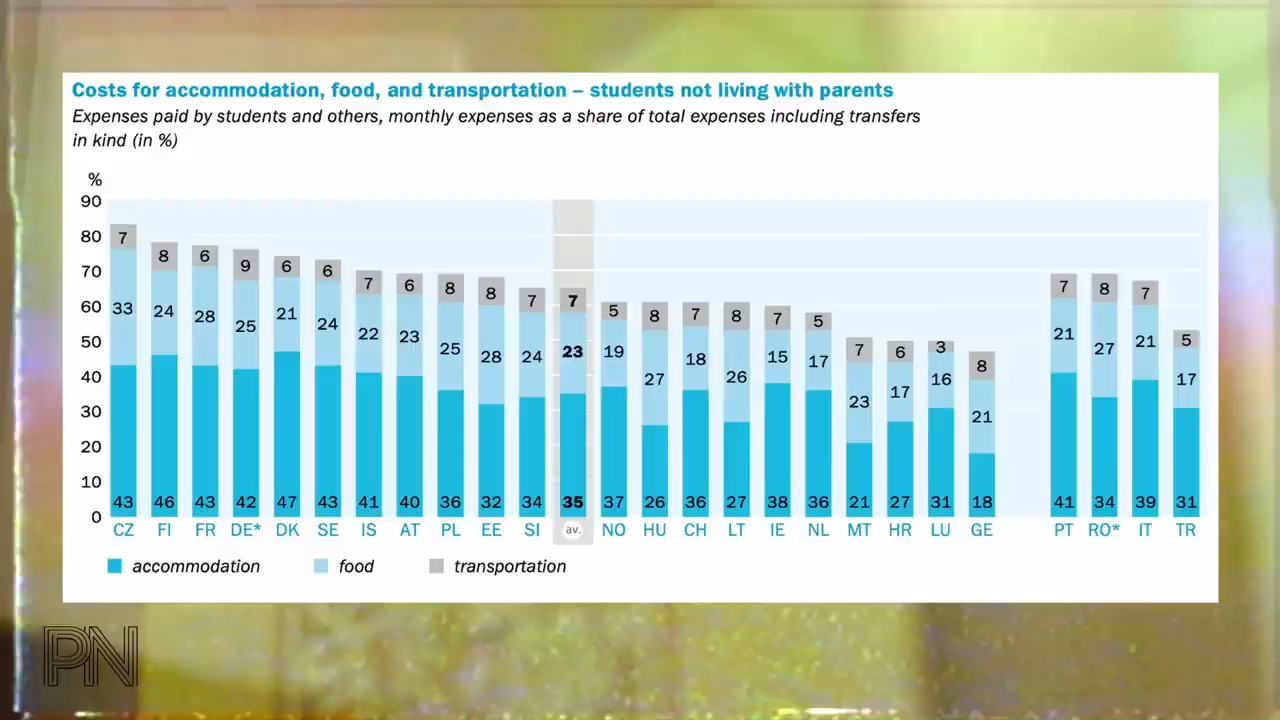 Costs for accommodation, food, and transportation – students not living with parents
Expenses paid by students and others, monthly expenses as a share of total expenses including transfers
in kind (in %)
%
90
80
70
60
50
40
30
20
10
0
7 8 6 9 6 6 7 6 8 8 7 7 5 8 7 8 7 5 7 6 3 8 7 8 7 5
33 24 28 25 21 24 22 23 25 28 24 23 19 27 18 26 15 17 23 17 16 21 21 27 21 17
43 46 43 42 47 43 41 40 36 32 34 35 37 26 36 27 38 36 21 27 31 18 41 34 39 31
CZ FI FR DE* DK SE IS AT PL EE SI av. NO HU CH LT IE NL MT HR LU GE PT RO* IT TR
accommodation food transportation
PN